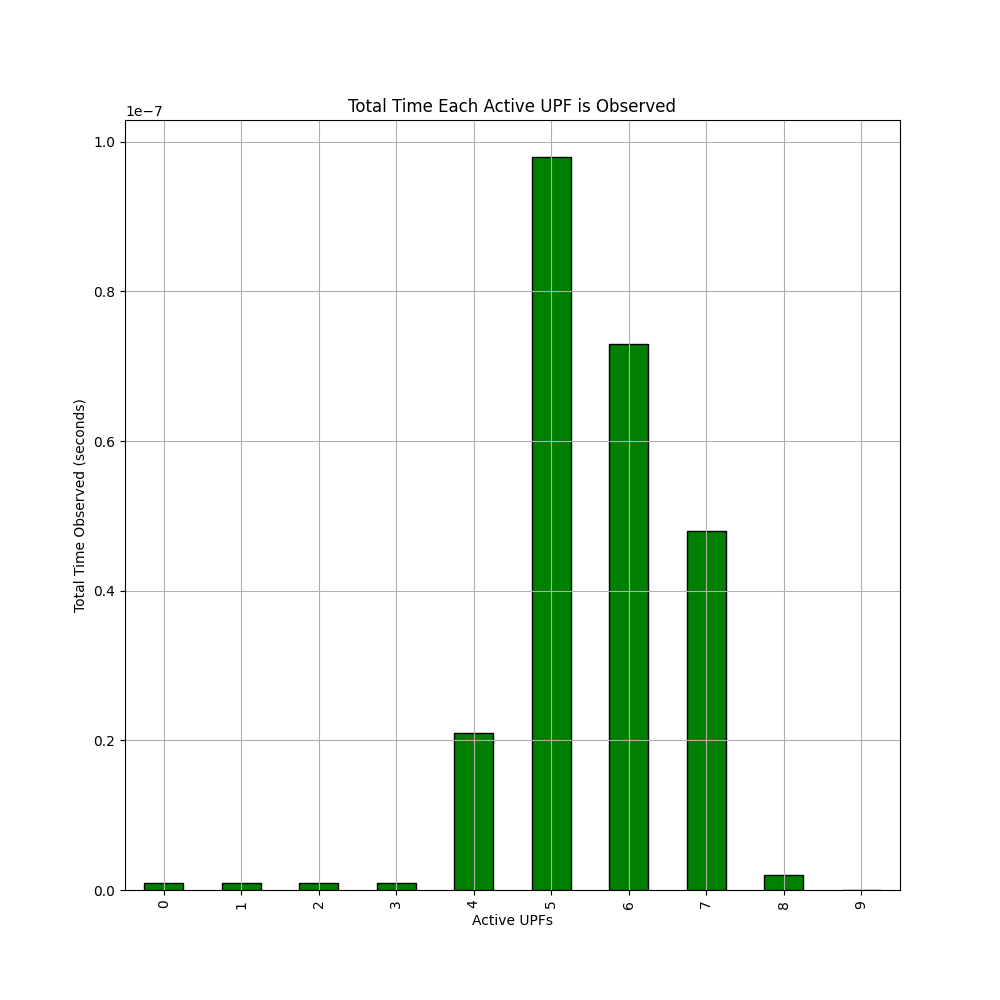 Total Time Each Active UPF is Observed
1e−7
1.0
0.8
0.6
0.4
0.2
0.0
Total Time Observed (seconds)
0 1 2 3 4 5 6 7 8 9
Active UPFs